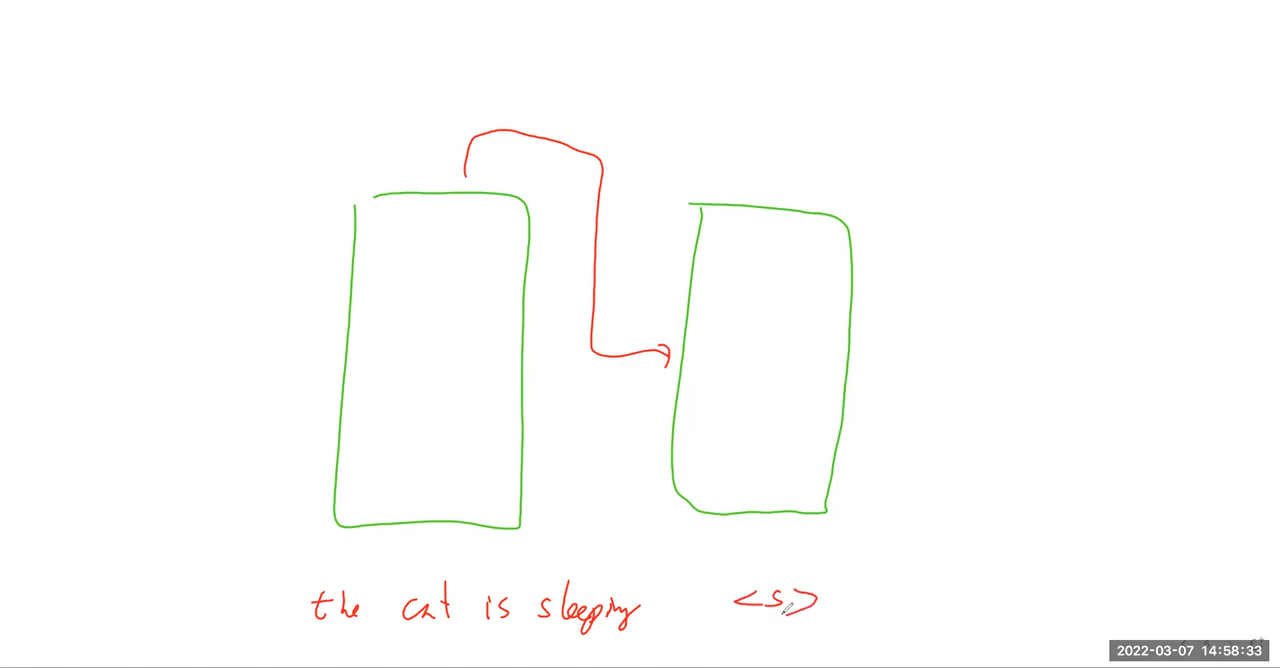 the cat is sleeping <s>
2022-03-07 14:58:33